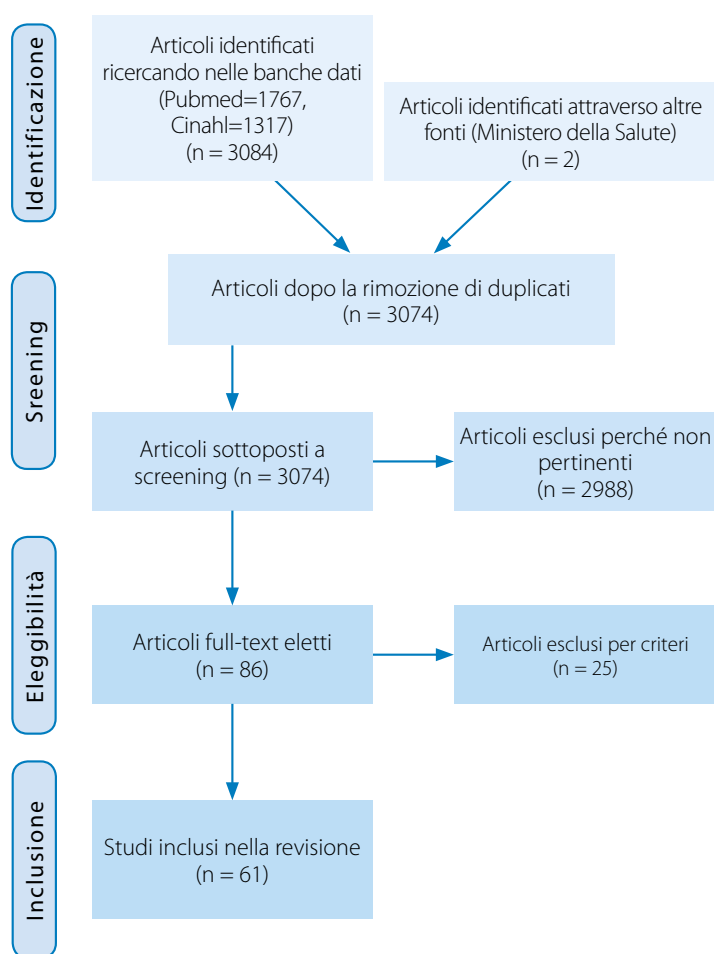 Identificazione
Articoli identificati
ricercando nelle banche dati
(Pubmed=1767,
Cinahl=1317)
(n = 3084)
Articoli identificati attraverso altre
fonti (Ministero della Salute)
(n = 2)
Sreening
Articoli dopo la rimozione di duplicati
(n = 3074)
Articoli sottoposti a
screening (n = 3074)
Articoli esclusi perché non
pertinenti
(n = 2988)
Eleggibilità
Articoli full-text eletti
(n = 86)
Articoli esclusi per criteri
(n = 25)
Inclusione
Studi inclusi nella revisione
(n = 61)